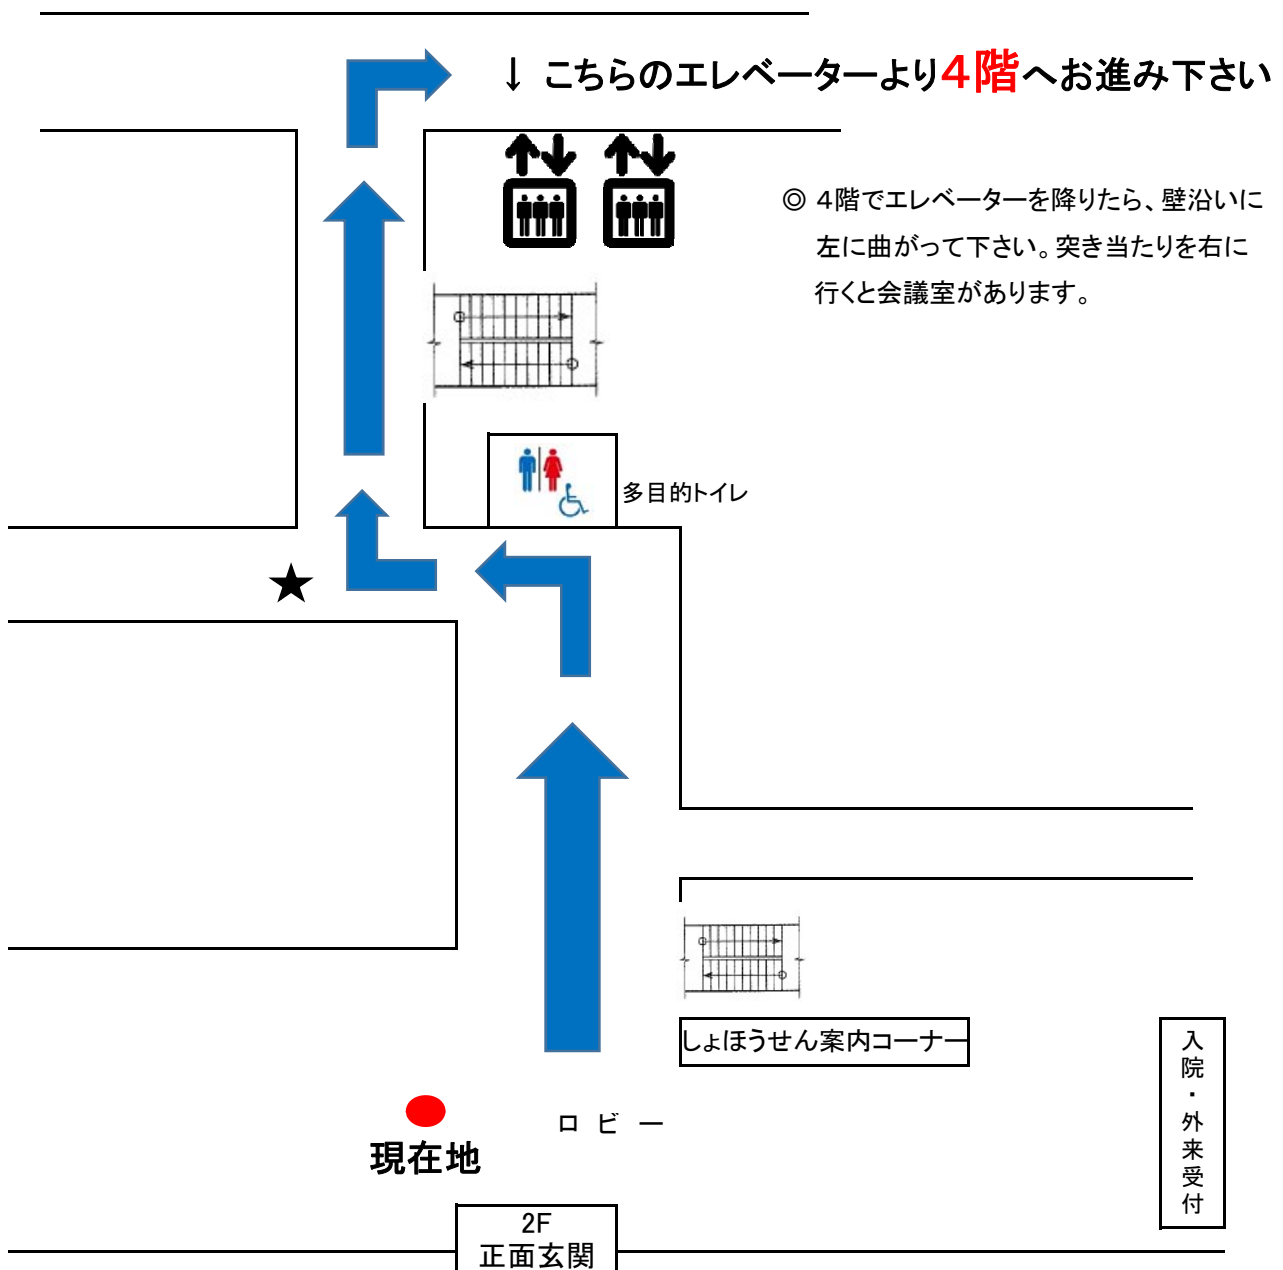 ↓ こちらのエレベーターより4階へお進み下さい
◎ 4階でエレベーターを降りたら、壁沿いに
左に曲がって下さい。突き当たりを右に
行くと会議室があります。
多目的トイレ
★
しょほうせん案内コーナー
入院・外来受付
ロビー
現在地
2F
正面玄関